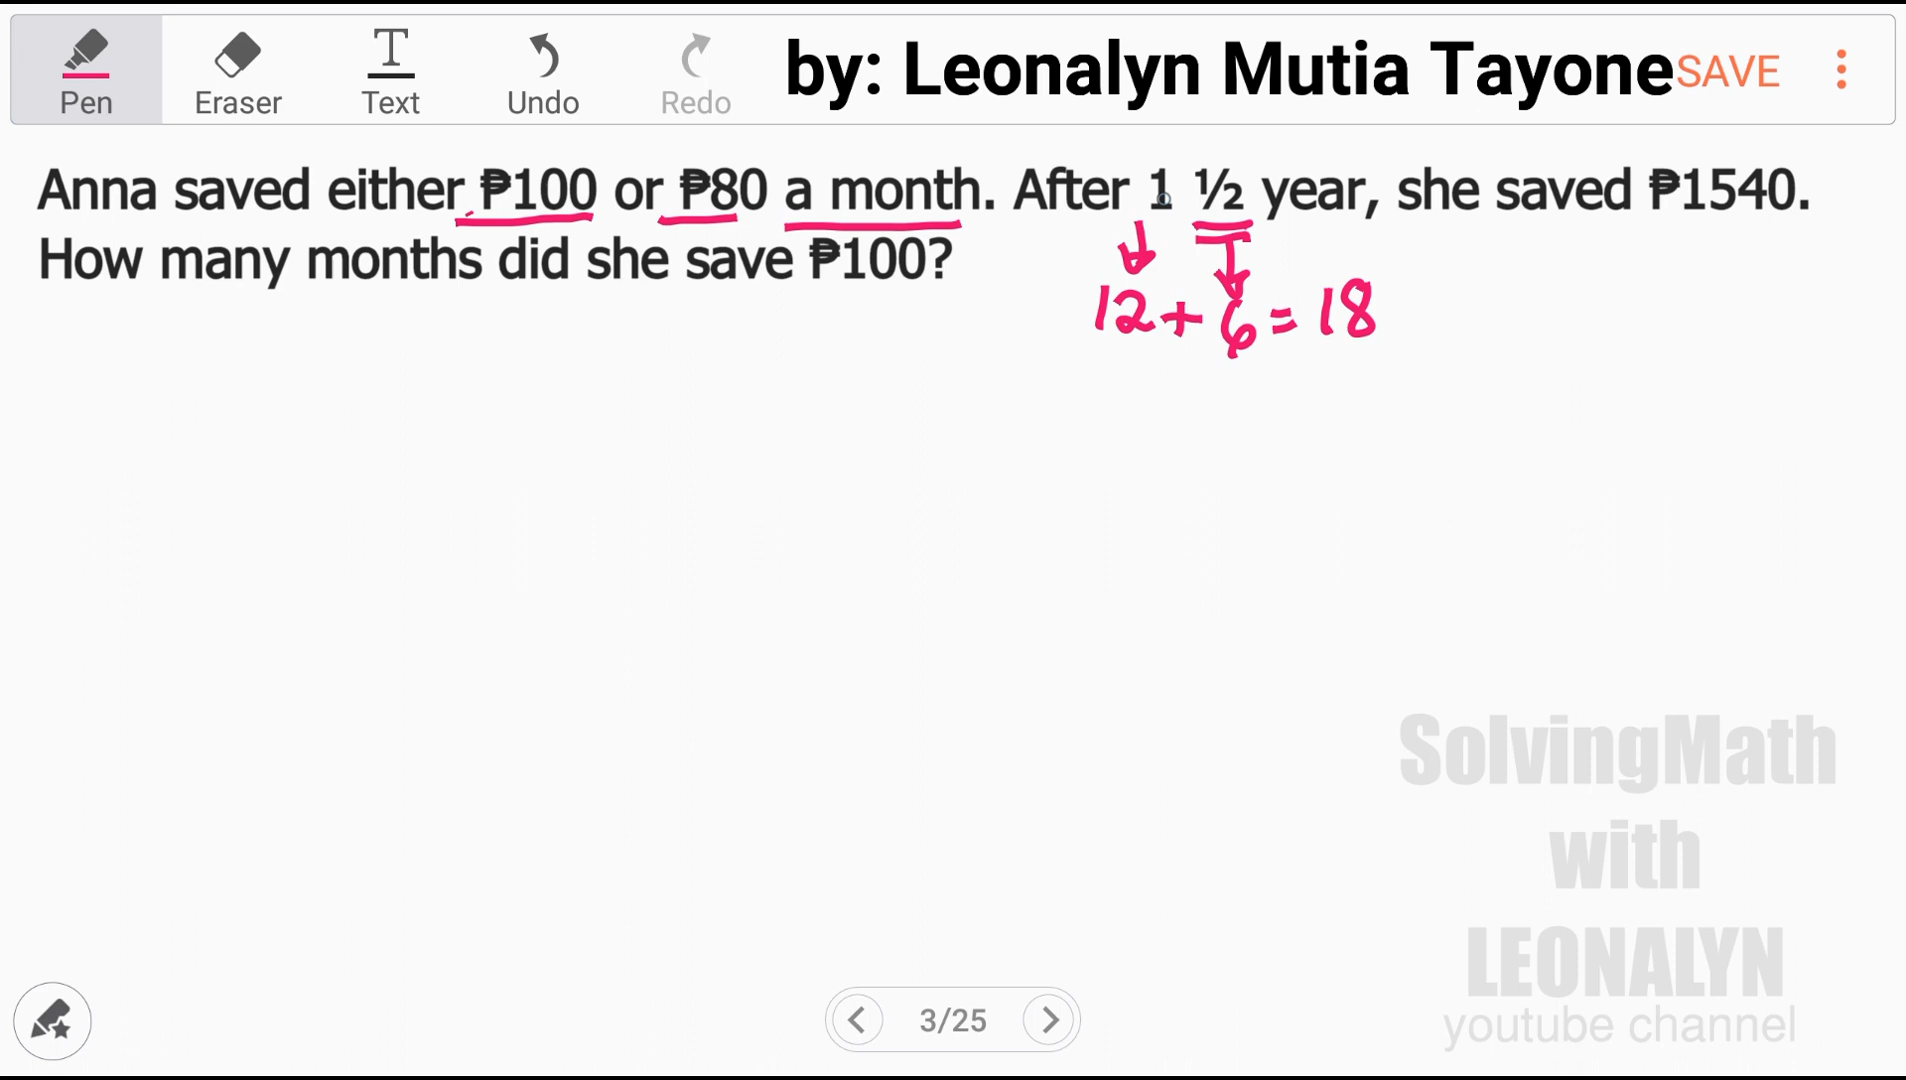 Pen
Eraser
Text
Undo
Redo
by: Leonalyn Mutia Tayone
SAVE
Anna saved either ₱100 or ₱80 a month. After 1 ½ year, she saved ₱1540.
How many months did she save ₱100?
12+6=18
SolvingMath
with
LEONALYN
youtube channel
3/25